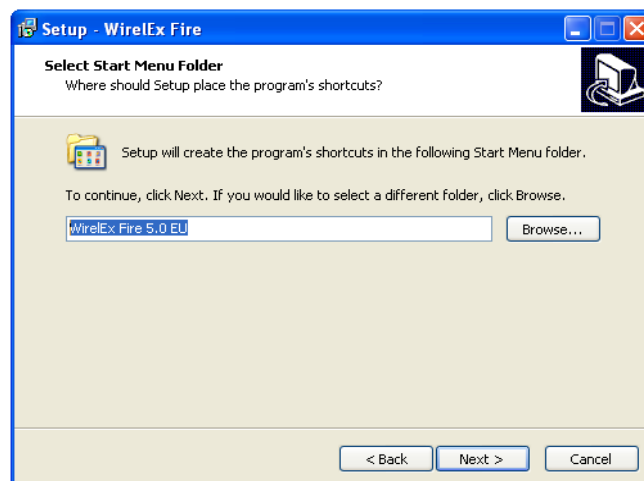 Setup - WirelEx Fire
Select Start Menu Folder
Where should Setup place the program's shortcuts?
Setup will create the program's shortcuts in the following Start Menu folder.
To continue, click Next. If you would like to select a different folder, click Browse.
WirelEx Fire 5.0 EU
Browse...
< Back
Next >
Cancel